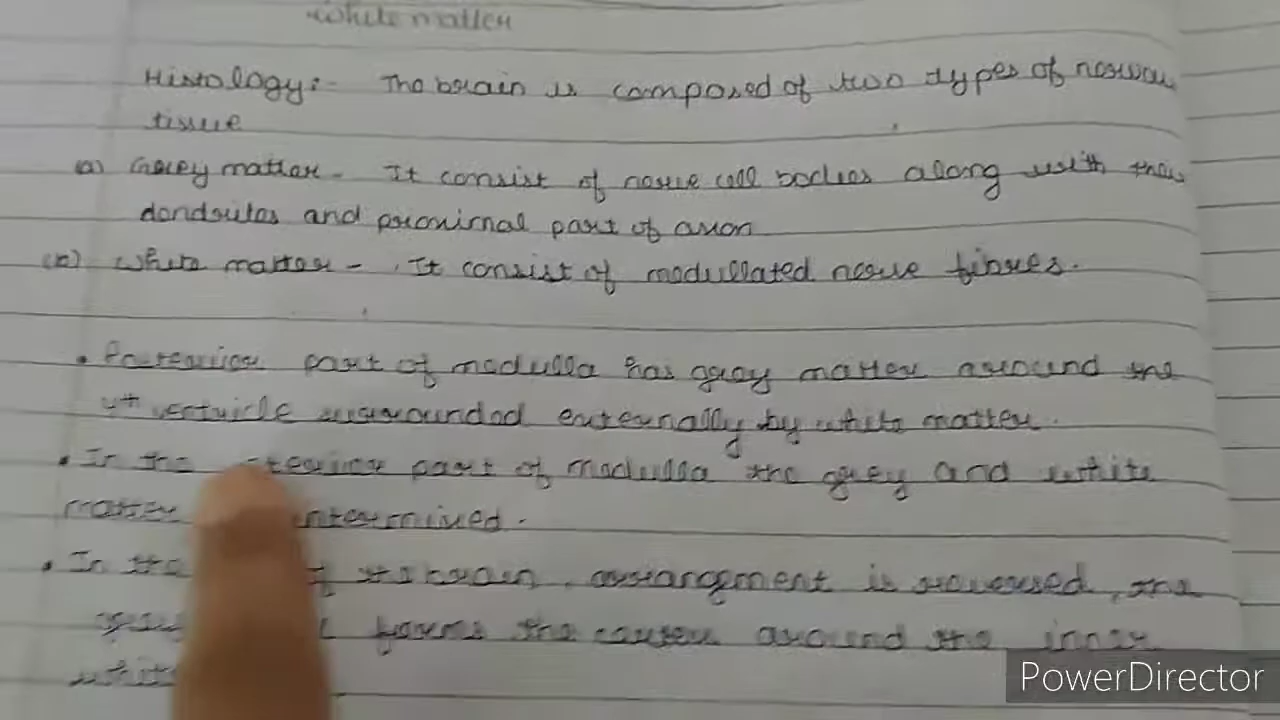 white matter
Histology:- The brain is composed of two types of nervou
tissue
(a) Grey matter - It consist of nerve cell bodies along with their
dendrites and proximal part of axon
(b) White matter - It consist of medullated nerve fibres.
• Posterior part of medulla has grey matter around the
4th ventricle surrounded externally by white matter.
• In the terior part of medulla the grey and white
matter intermixed.
• In the the brain, arrangement is reversed, the
forms the cortex around the inner
white
PowerDirector